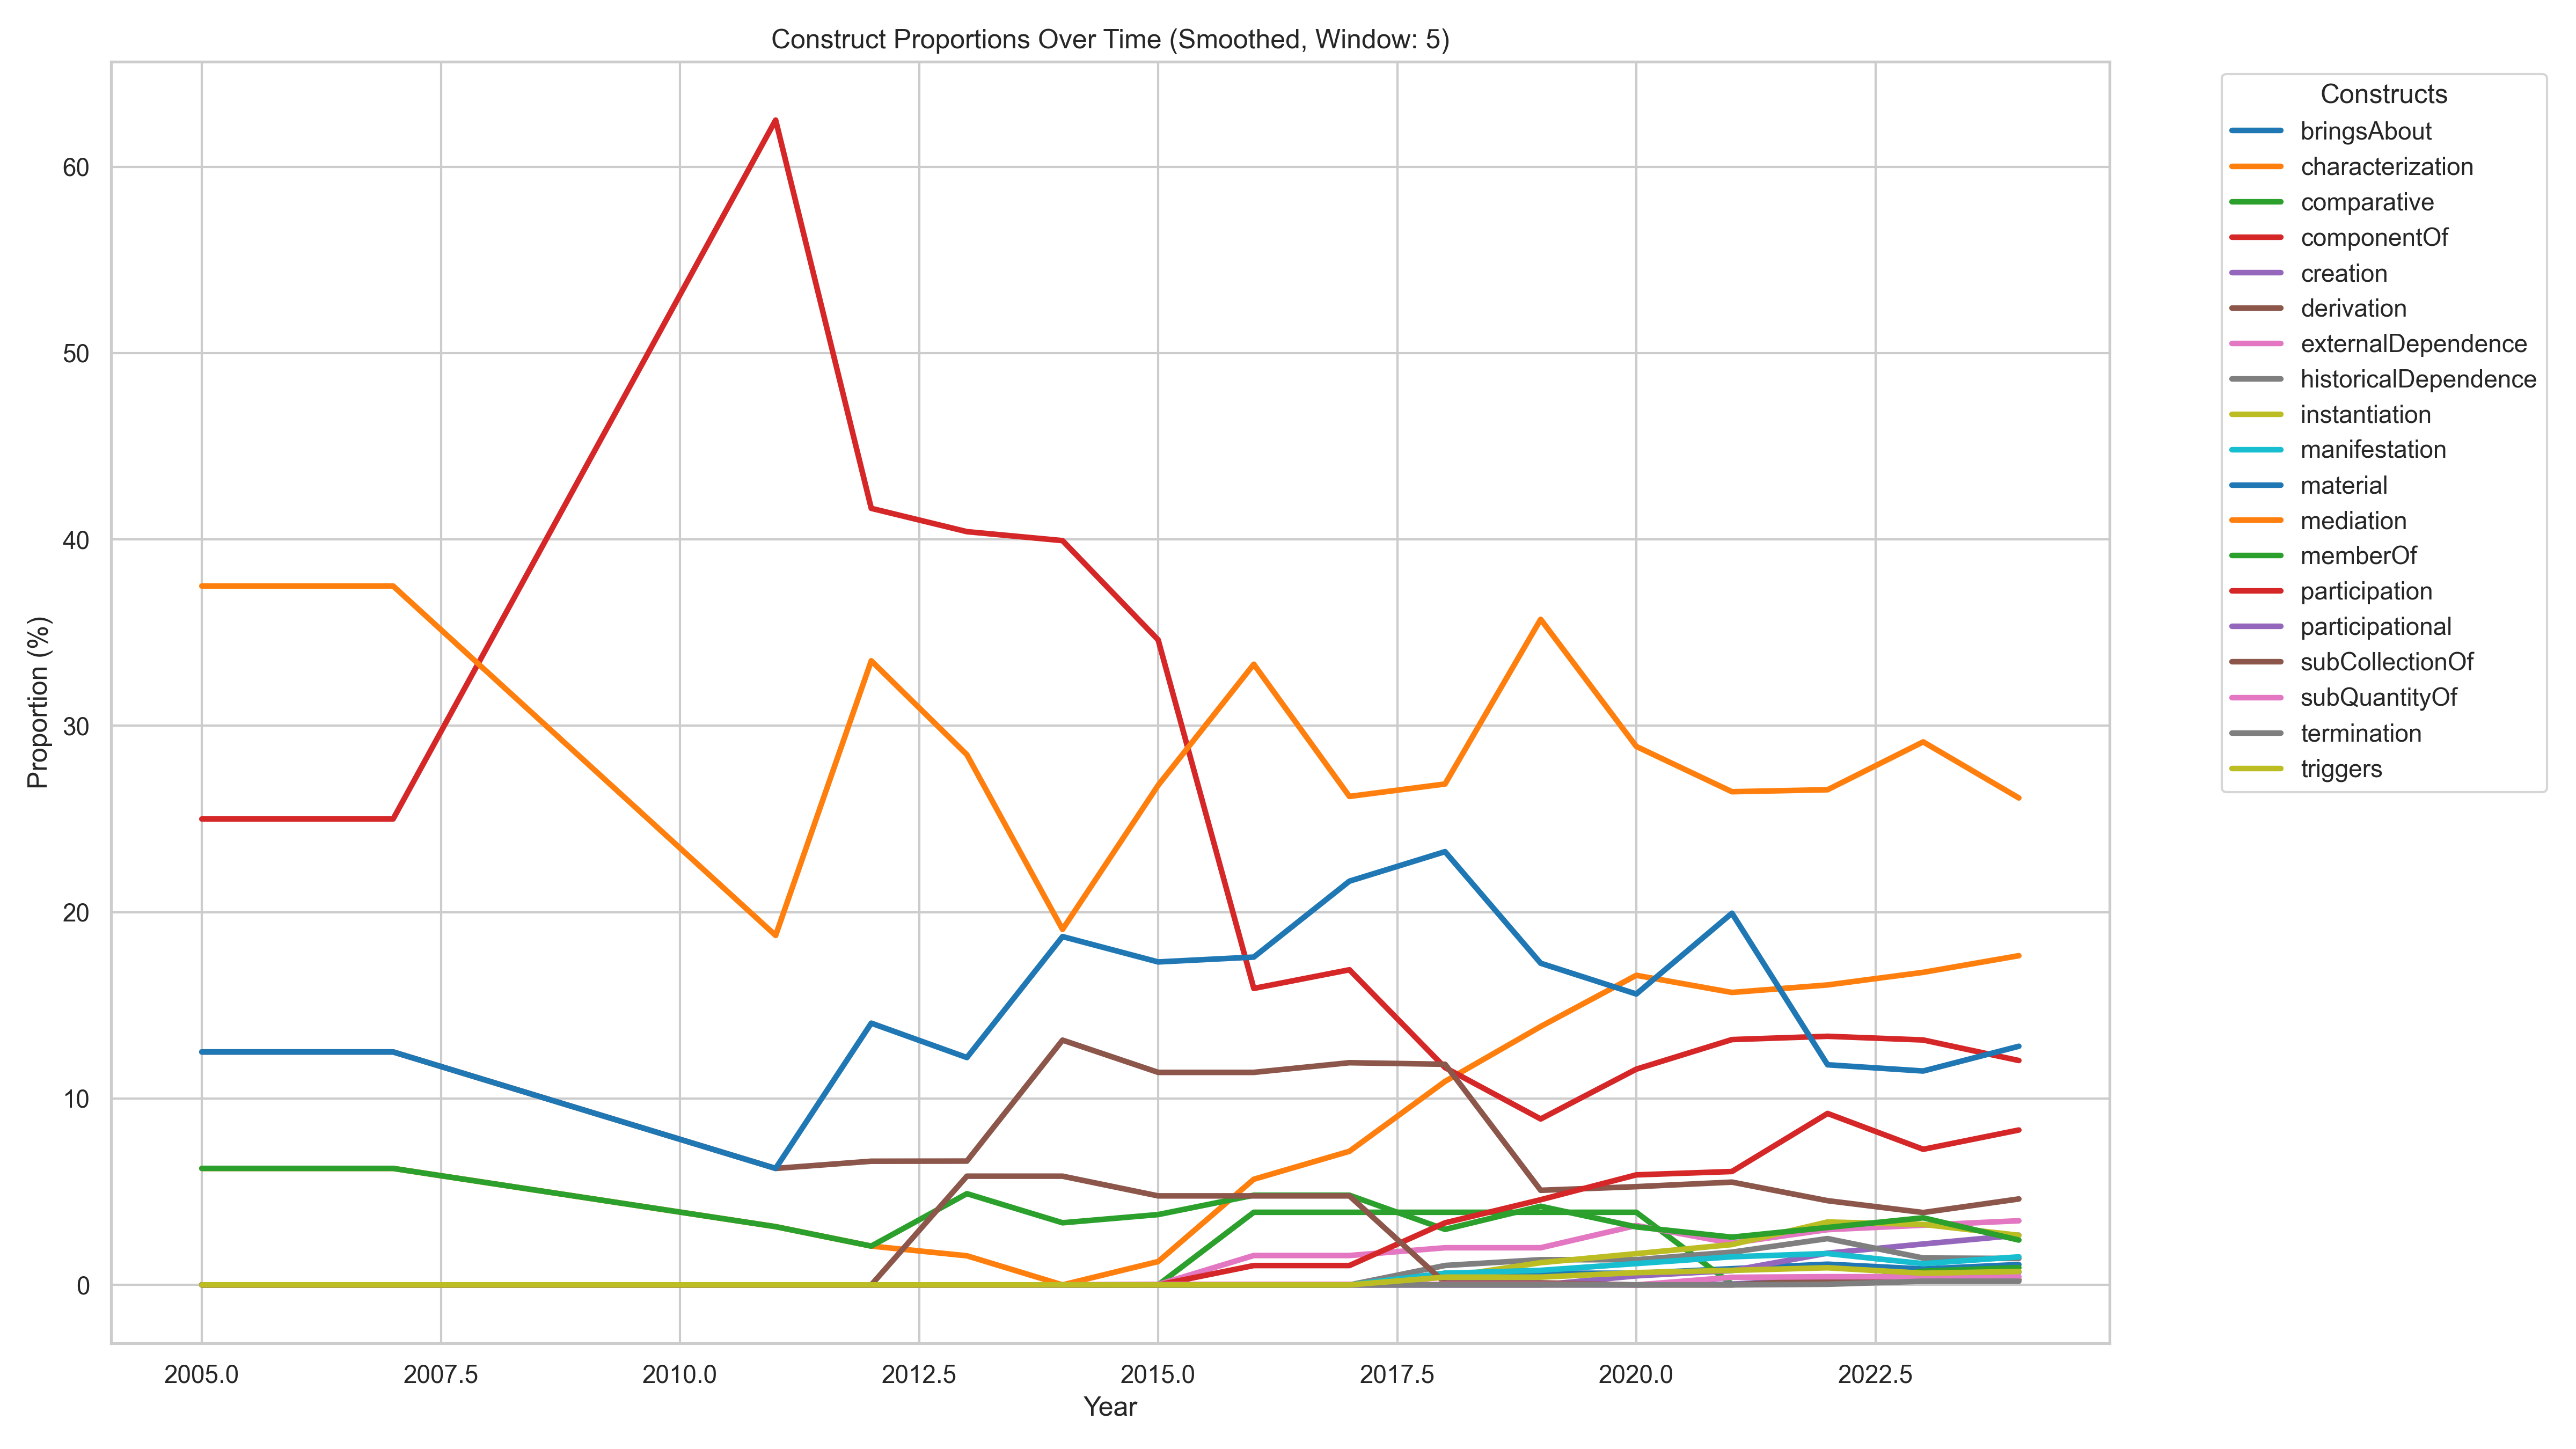 Construct Proportions Over Time (Smoothed, Window: 5)
Proportion (%)
60
50
40
30
20
10
0
2005.0
2007.5
2010.0
2012.5
2015.0
2017.5
2020.0
2022.5
Year
Constructs
bringsAbout
characterization
comparative
componentOf
creation
derivation
externalDependence
historicalDependence
instantiation
manifestation
material
mediation
memberOf
participation
participational
subCollectionOf
subQuantityOf
termination
triggers